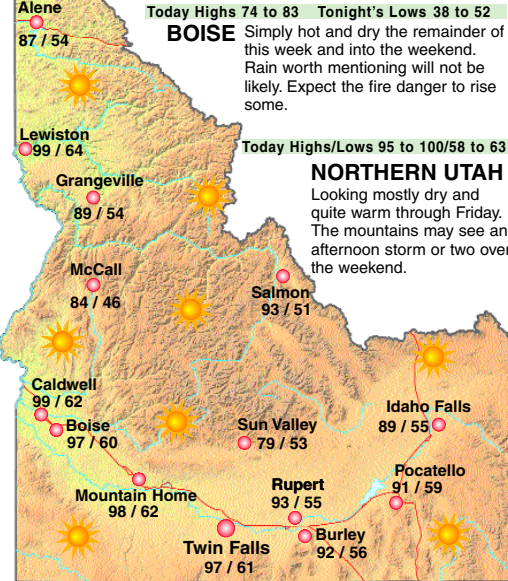 Today Highs 74 to 83 Tonight's Lows 38 to 52
BOISE
Simply hot and dry the remainder of
this week and into the weekend.
Rain worth mentioning will not be
likely. Expect the fire danger to rise
some.
Today Highs/Lows 95 to 100/58 to 63
NORTHERN UTAH
Looking mostly dry and
quite warm through Friday.
The mountains may see an
afternoon storm or two over
the weekend.
Alene
87 / 54
Lewiston
99 / 64
Grangeville
89 / 54
McCall
84 / 46
Salmon
93 / 51
Caldwell
99 / 62
Boise
97 / 60
Sun Valley
79 / 53
Idaho Falls
89 / 55
Pocatello
91 / 59
Mountain Home
98 / 62
Rupert
93 / 55
Burley
92 / 56
Twin Falls
97 / 61